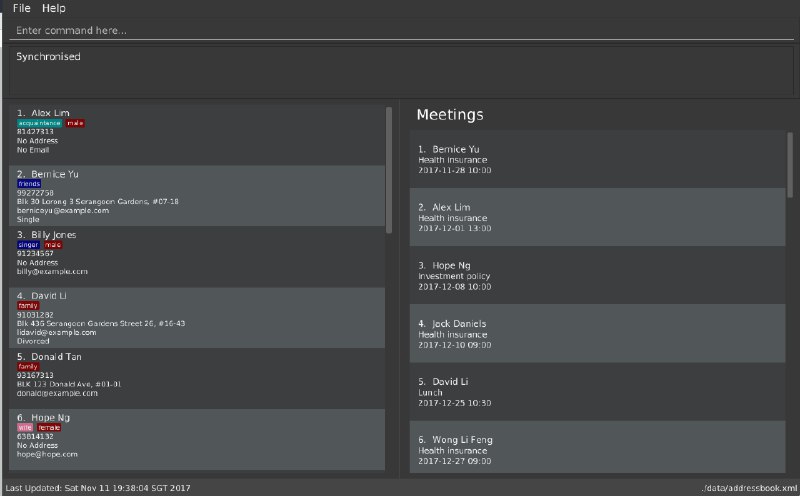 File Help
Enter command here...
Synchronised
1. Alex Lim
acquaintance male
81427313
No Address
No Email
2. Bernice Yu
friends
99272758
Blk 30 Lorong 3 Serangoon Gardens, #07-18
berniceyu@example.com
Single
3. Billy Jones
singer male
91234567
No Address
billy@example.com
4. David Li
family
91031282
Blk 436 Serangoon Gardens Street 26, #16-43
lidavid@example.com
Divorced
5. Donald Tan
family
93167313
BLK 123 Donald Ave, #01-01
donald@example.com
6. Hope Ng
wife female
63814132
No Address
hope@hope.com
Meetings
1. Bernice Yu
Health insurance
2017-11-28 10:00
2. Alex Lim
Health insurance
2017-12-01 13:00
3. Hope Ng
investment policy
2017-12-08 10:00
4. Jack Daniels
Health insurance
2017-12-10 09:00
5. David Li
Lunch
2017-12-25 10:30
6. Wong Li Feng
Health insurance
2017-12-27 09:00
Last Updated: Sat Nov 11 19:38:04 SGT 2017
./data/addressbook.xml